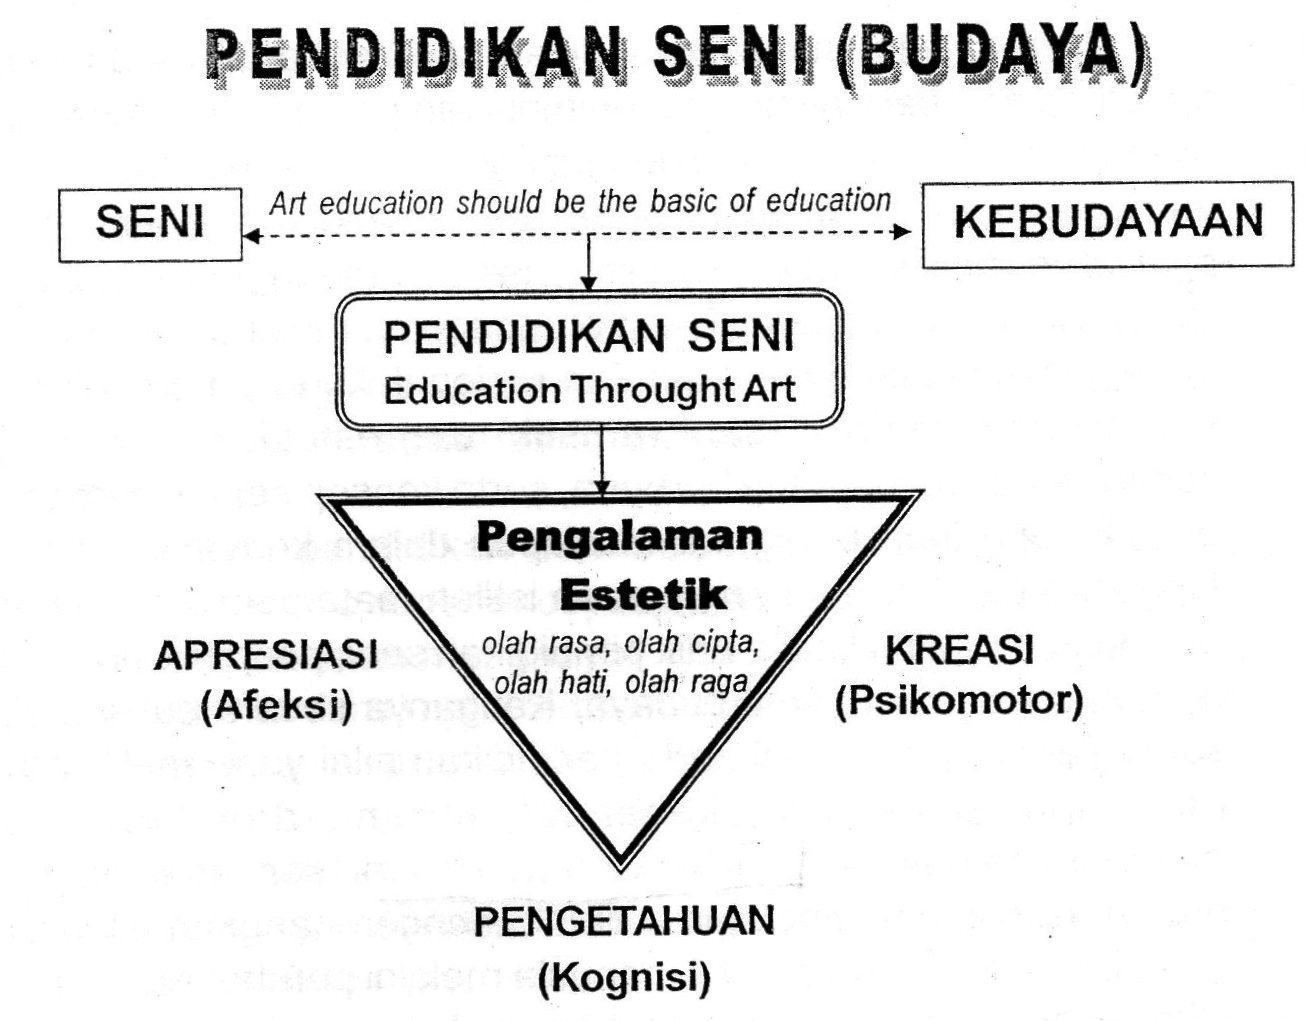 PENDIDIKAN SENI (BUDAYA)
SENI
Art education should be the basic of education
KEBUDAYAAN
PENDIDIKAN SENI
Education Throught Art
Pengalaman
Estetik
olah rasa, olah cipta,
olah hati, olah raga
APRESIASI
(Afeksi)
KREASI
(Psikomotor)
PENGETAHUAN
(Kognisi)